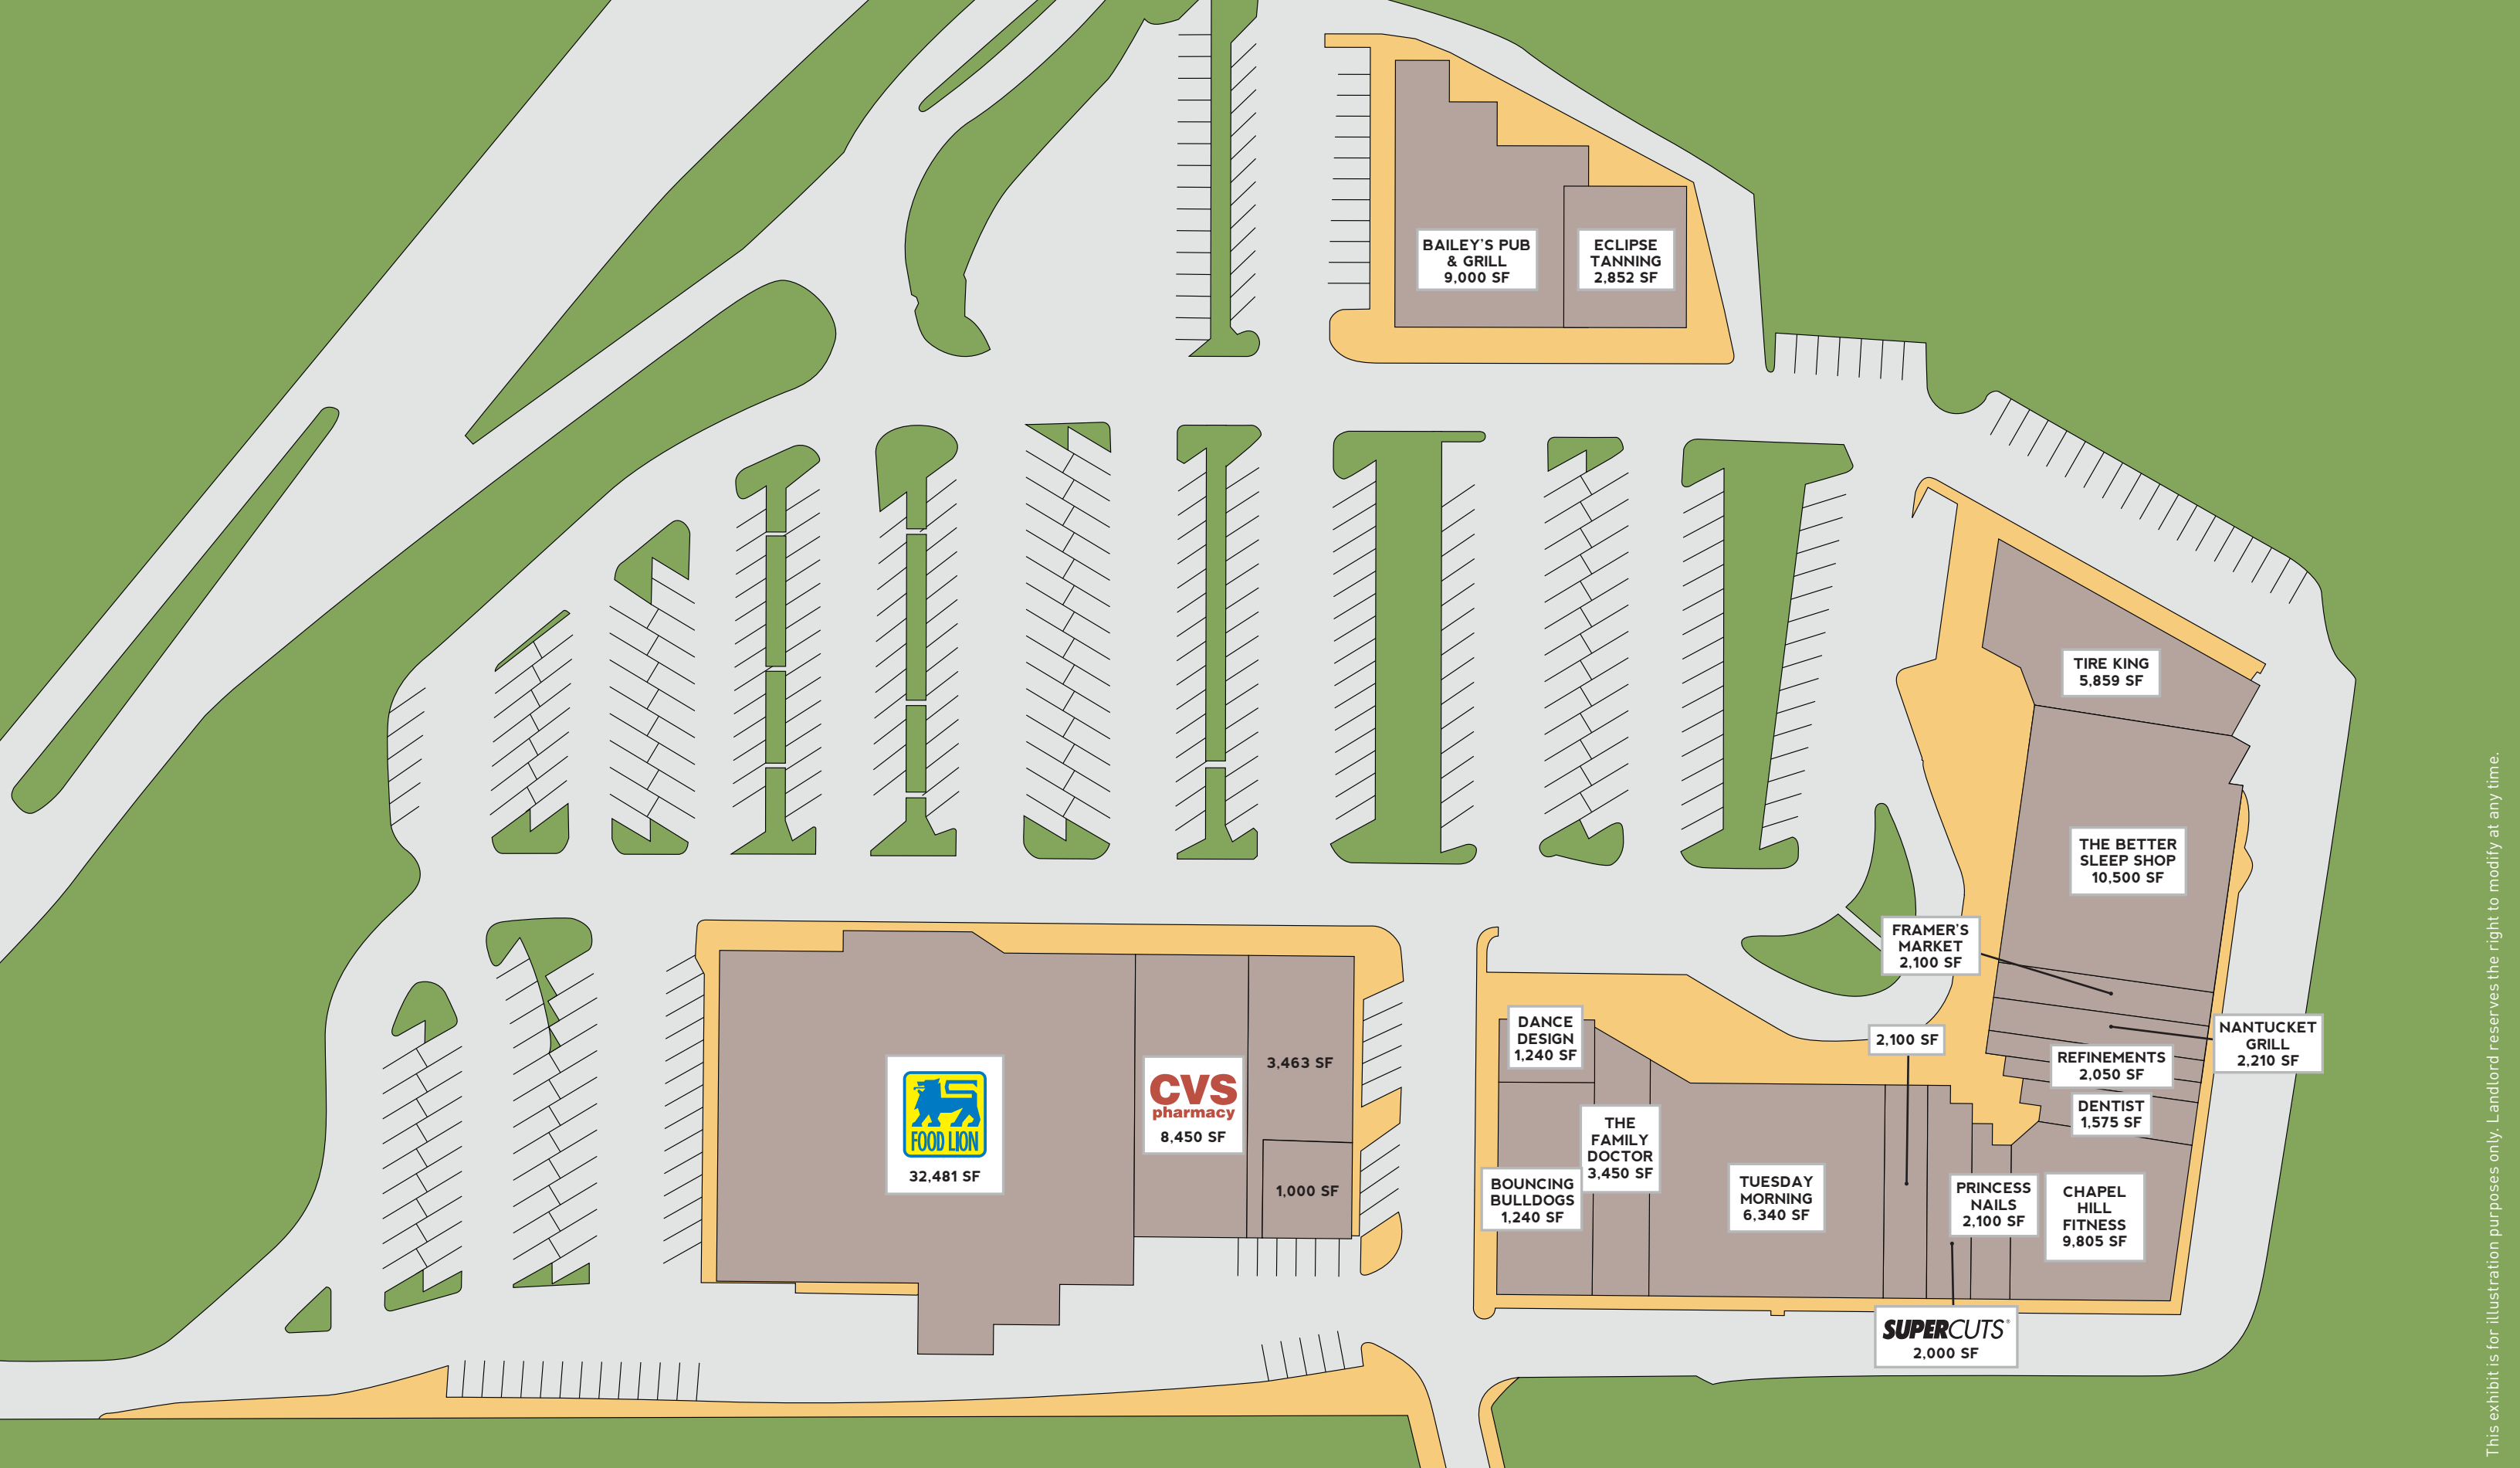 BAILEY'S PUB
& GRILL
9,000 SF
ECLIPSE
TANNING
2,852 SF
TIRE KING
5,859 SF
THE BETTER
SLEEP SHOP
10,500 SF
FRAMER'S
MARKET
2,100 SF
NANTUCKET
GRILL
2,210 SF
REFINEMENTS
2,050 SF
DENTIST
1,575 SF
2,100 SF
DANCE
DESIGN
1,240 SF
THE
FAMILY
DOCTOR
3,450 SF
BOUNCING
BULLDOGS
1,240 SF
TUESDAY
MORNING
6,340 SF
PRINCESS
NAILS
2,100 SF
CHAPEL
HILL
FITNESS
9,805 SF
SUPERCUTS®
2,000 SF
FOOD LION
32,481 SF
CVS
pharmacy
8,450 SF
3,463 SF
1,000 SF
This exhibit is for illustration purposes only. Landlord reserves the right to modify at any time.